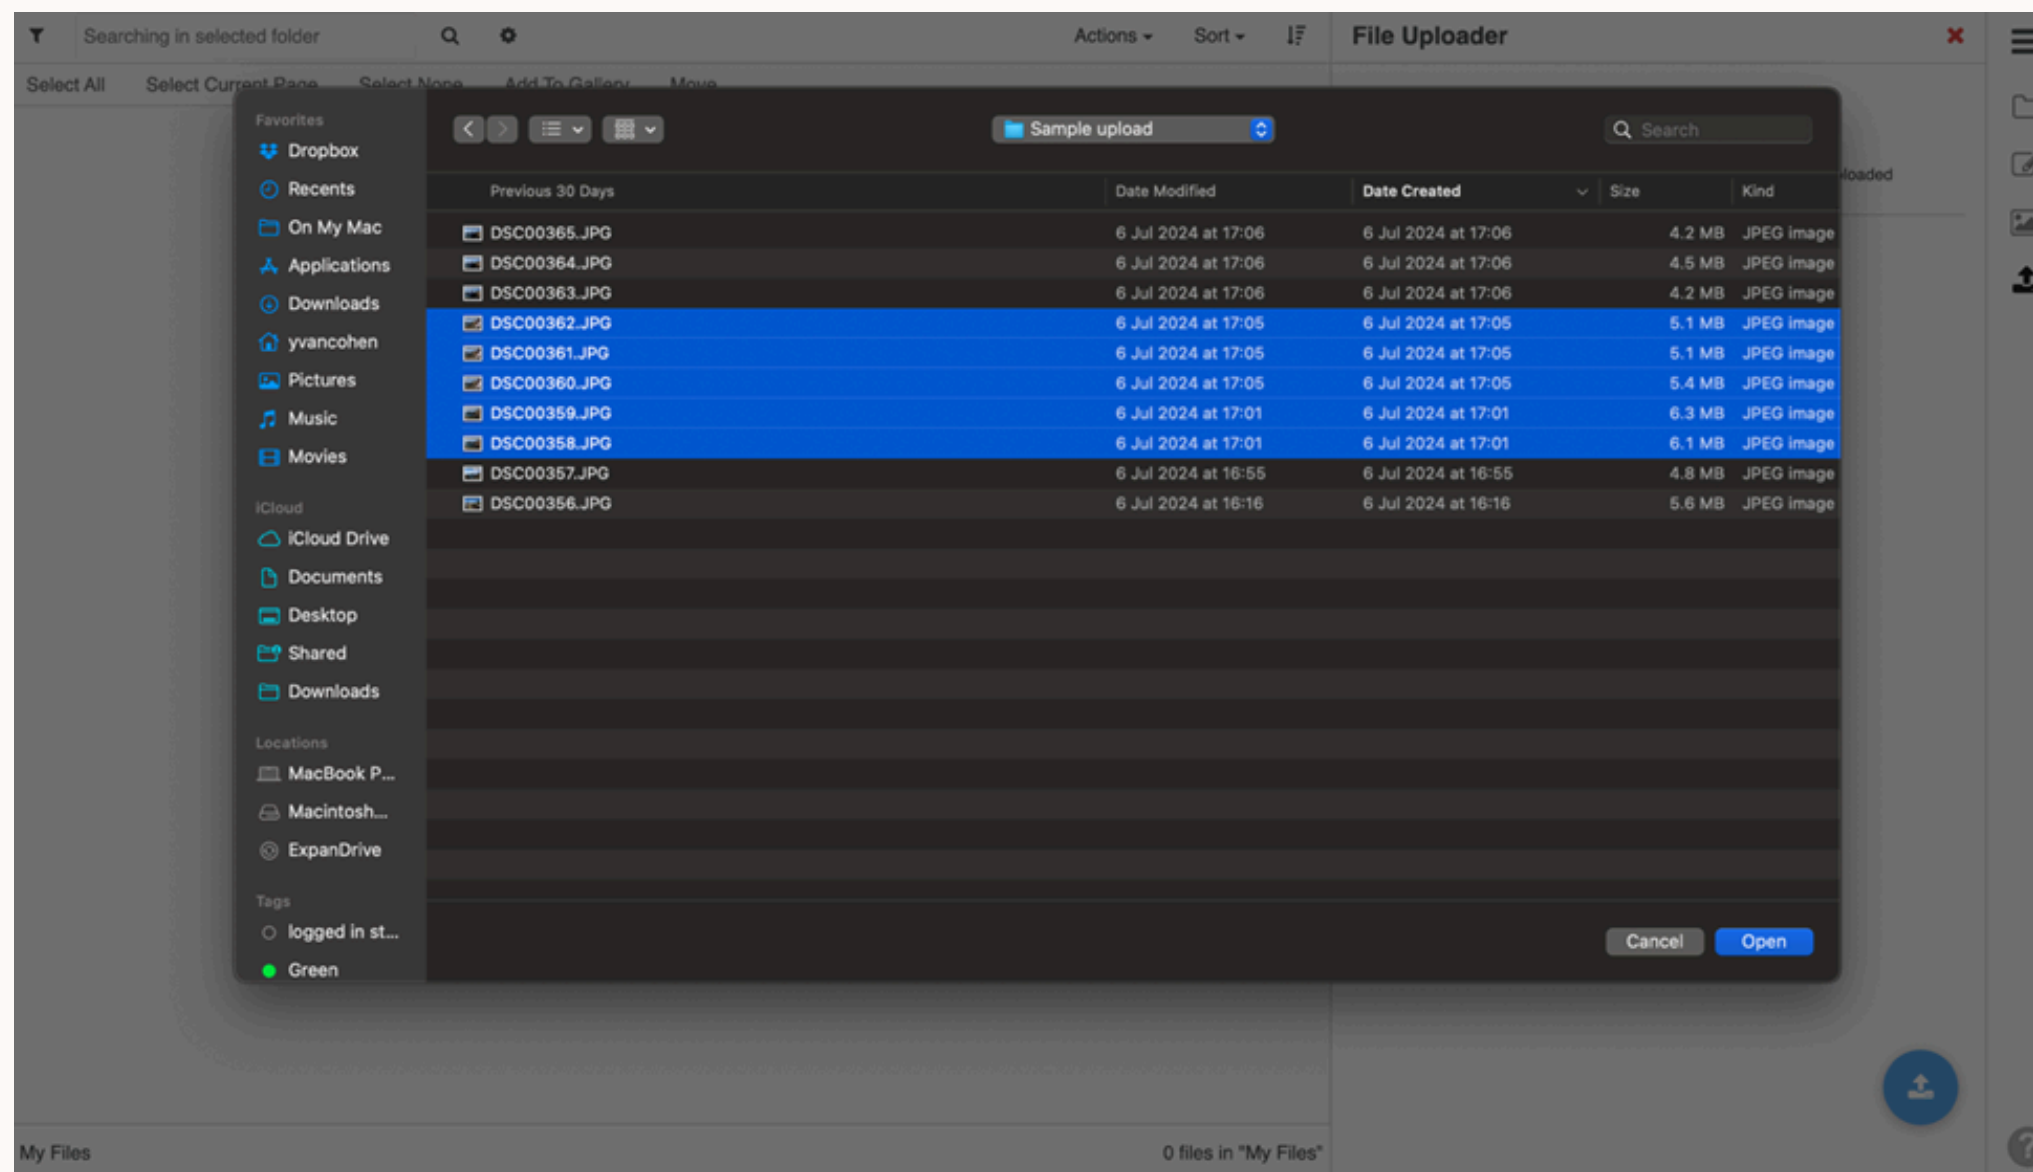 Searching in selected folder Actions Sort File Uploader
Select All Select Current Page Select None Add To Gallery Move
Favorites
Dropbox
Recents
On My Mac
Applications
Downloads
yvancohen
Pictures
Music
Movies
iCloud
iCloud Drive
Documents
Desktop
Shared
Downloads
Locations
MacBook P...
Macintosh...
ExpanDrive
Tags
logged in st...
Green
Sample upload Search
Previous 30 Days Date Modified Date Created Size Kind
DSC00365.JPG 6 Jul 2024 at 17:06 6 Jul 2024 at 17:06 4.2 MB JPEG image
DSC00364.JPG 6 Jul 2024 at 17:06 6 Jul 2024 at 17:06 4.5 MB JPEG image
DSC00363.JPG 6 Jul 2024 at 17:06 6 Jul 2024 at 17:06 4.2 MB JPEG image
DSC00362.JPG 6 Jul 2024 at 17:05 6 Jul 2024 at 17:05 5.1 MB JPEG image
DSC00361.JPG 6 Jul 2024 at 17:05 6 Jul 2024 at 17:05 5.1 MB JPEG image
DSC00360.JPG 6 Jul 2024 at 17:05 6 Jul 2024 at 17:05 5.4 MB JPEG image
DSC00359.JPG 6 Jul 2024 at 17:01 6 Jul 2024 at 17:01 6.3 MB JPEG image
DSC00358.JPG 6 Jul 2024 at 17:01 6 Jul 2024 at 17:01 6.1 MB JPEG image
DSC00357.JPG 6 Jul 2024 at 16:55 6 Jul 2024 at 16:55 4.8 MB JPEG image
DSC00356.JPG 6 Jul 2024 at 16:16 6 Jul 2024 at 16:16 5.6 MB JPEG image
Cancel Open
My Files 0 files in "My Files"